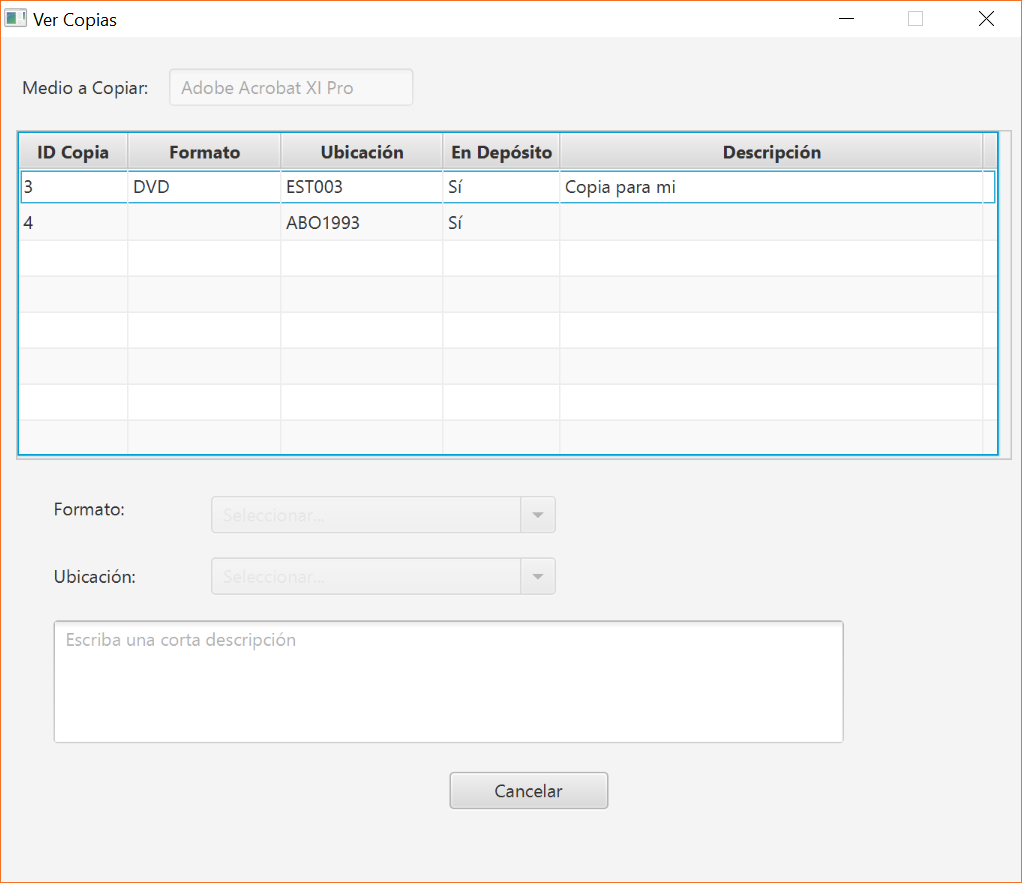 Ver Copias
Medio a Copiar: Adobe Acrobat XI Pro
ID Copia Formato Ubicación En Depósito Descripción
3 DVD EST003 Sí Copia para mi
4 ABO1993 Sí
Formato: Seleccionar...
Ubicación: Seleccionar...
Escriba una corta descripción
Cancelar